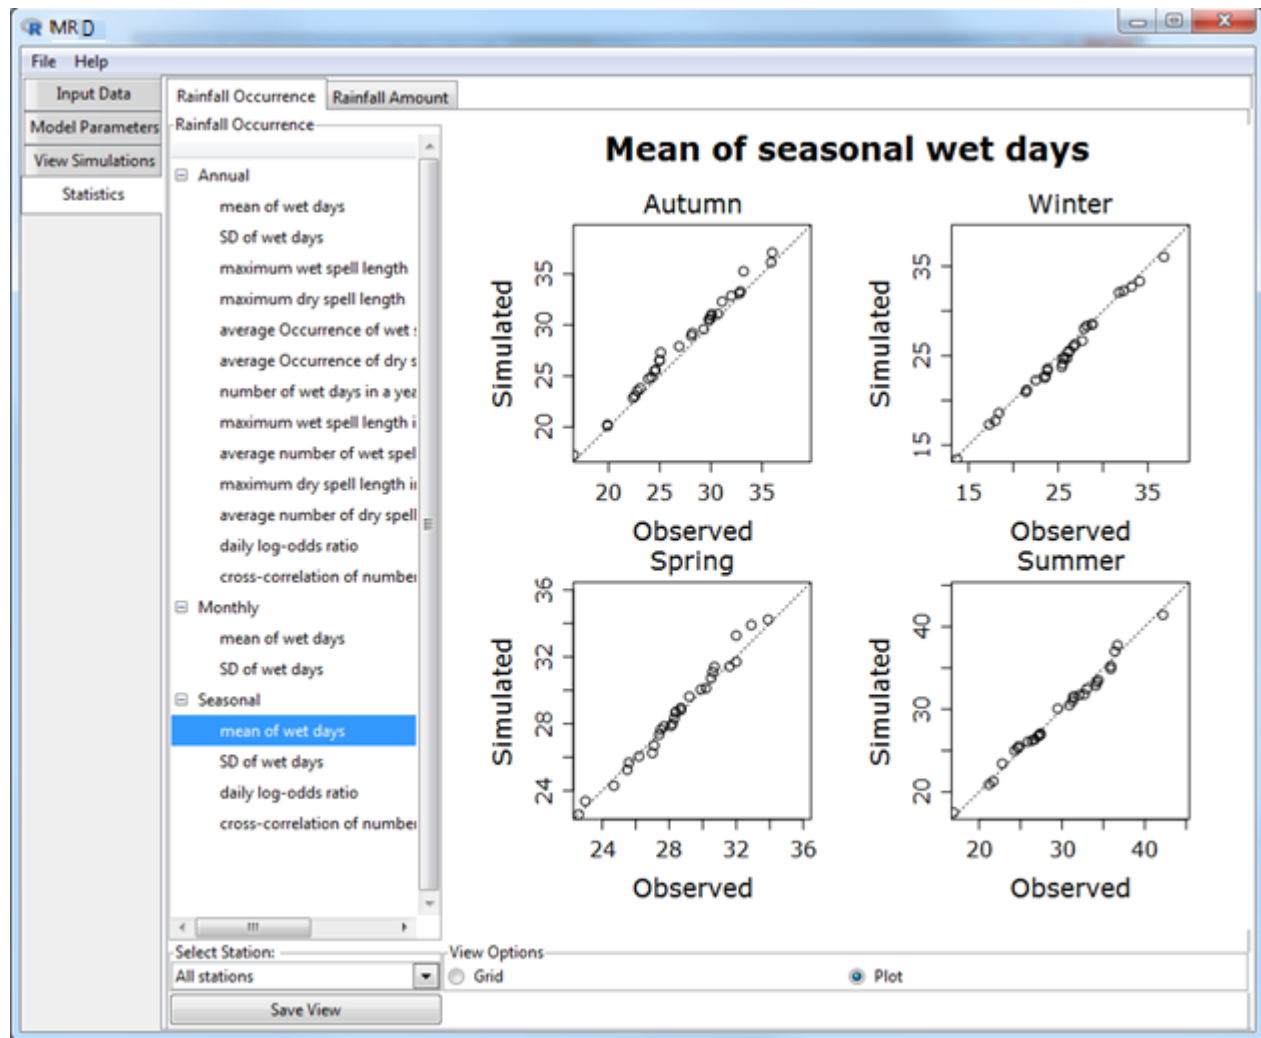 MRD
File Help
Input Data
Model Parameters
View Simulations
Statistics
Rainfall Occurrence Rainfall Amount
Rainfall Occurrence
Annual
mean of wet days
SD of wet days
maximum wet spell length
maximum dry spell length
average Occurrence of wet s
average Occurrence of dry s
number of wet days in a yea
maximum wet spell length i
average number of wet spel
maximum dry spell length i
average number of dry spell
daily log-odds ratio
cross-correlation of number
Monthly
mean of wet days
SD of wet days
Seasonal
mean of wet days
SD of wet days
daily log-odds ratio
cross-correlation of number
Select Station:
All stations
Save View
Mean of seasonal wet days
Autumn
Simulated
35
30
25
20
20 25 30 35
Observed
Winter
Simulated
35
25
15
15 25 35
Observed
Spring
Simulated
36
32
28
24
24 28 32 36
Observed
Summer
Simulated
40
30
20
20 30 40
Observed
View Options
Grid
Plot